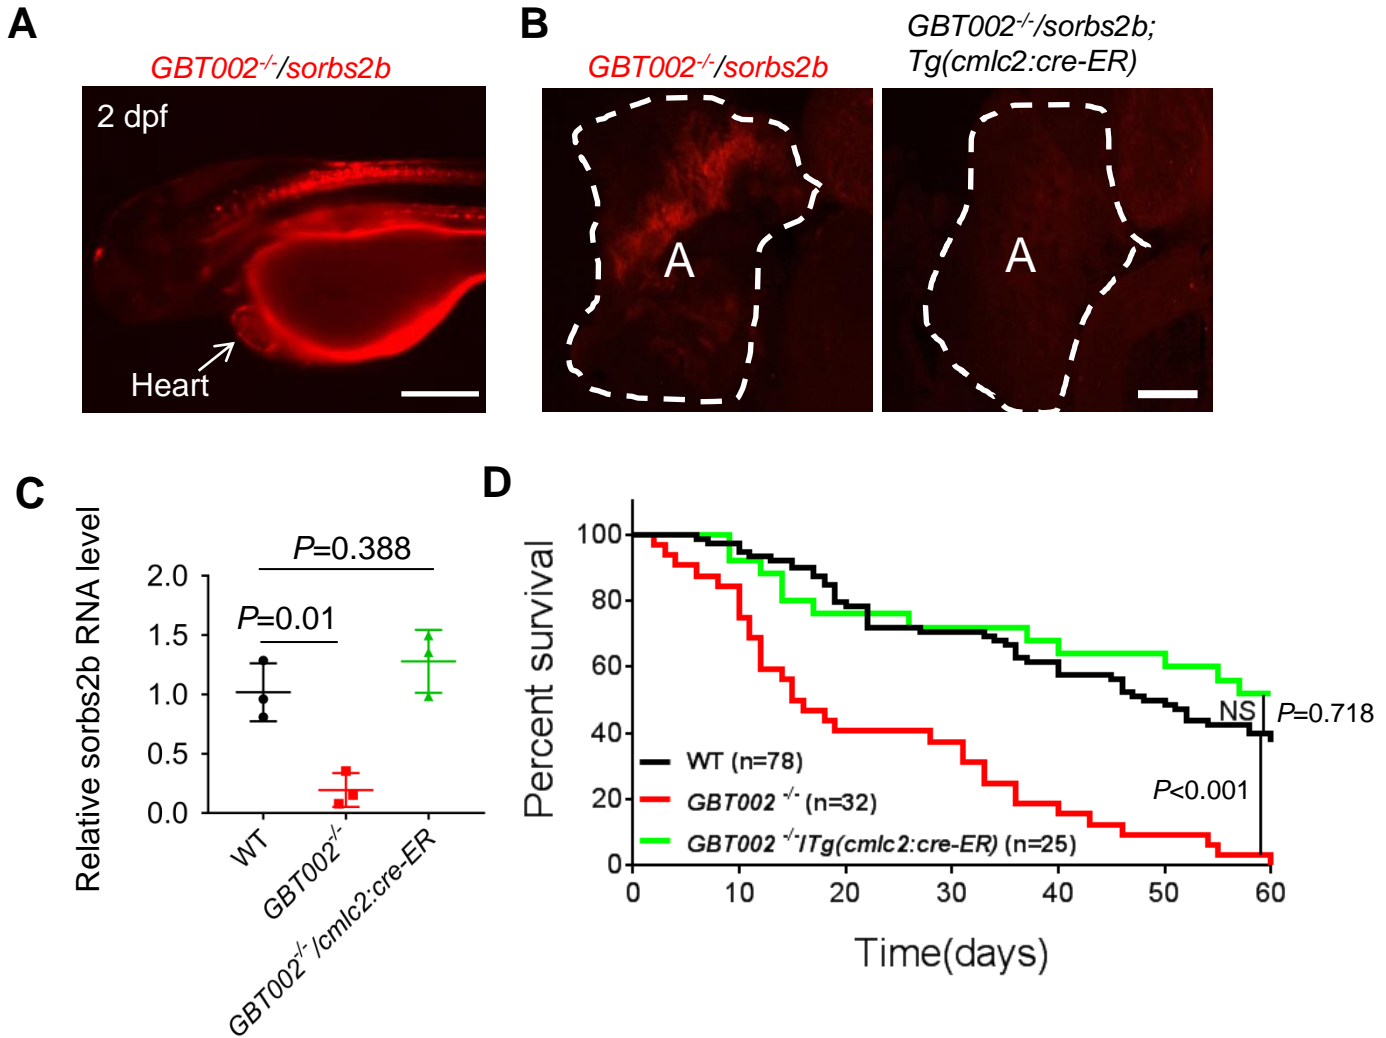 A
GBT002-/-/sorbs2b
2 dpf
Heart
B
GBT002-/-/sorbs2b
GBT002-/-/sorbs2b;
Tg(cmlc2:cre-ER)
A
A
C
Relative sorbs2b RNA level
P=0.388
P=0.01
2.0
1.5
1.0
0.5
0.0
WT
GBT002-/-
GBT002-/-/cmlc2:cre-ER
D
Percent survival
100
80
60
40
20
0
NS
P=0.718
P<0.001
WT (n=78)
GBT002 -/- (n=32)
GBT002 -/-/Tg(cmlc2:cre-ER) (n=25)
0 10 20 30 40 50 60
Time(days)